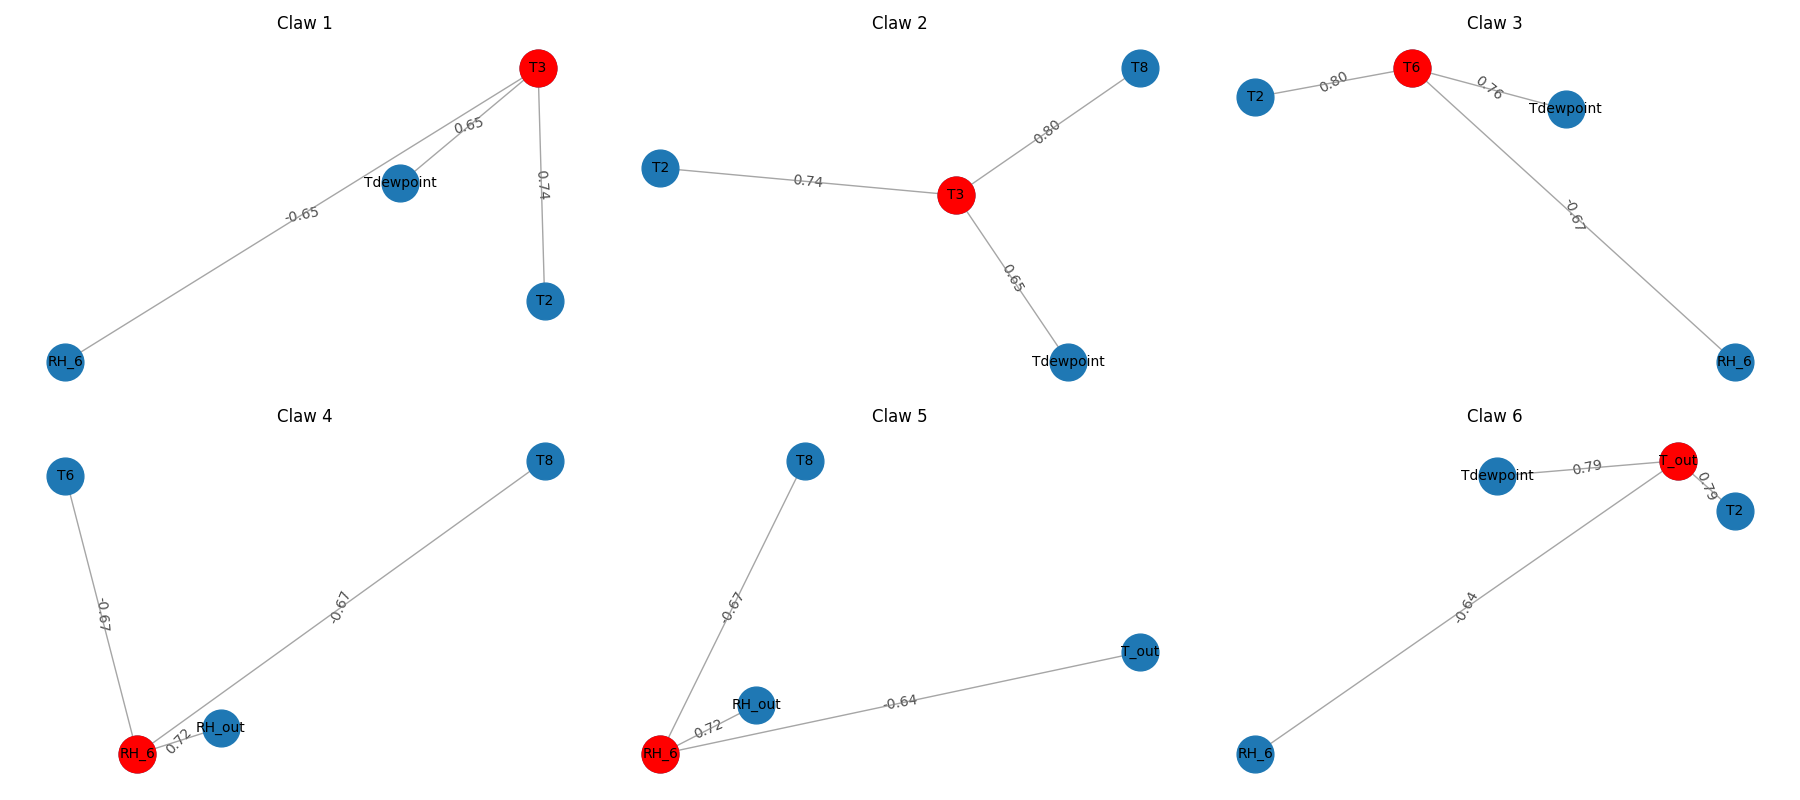 Claw 1
T3
0.65
Tdewpoint
0.74
-0.65
T2
RH_6
Claw 2
T8
0.80
T2
0.74
T3
0.65
Tdewpoint
Claw 3
T6
0.80
0.76
T2
Tdewpoint
-0.67
RH_6
Claw 4
T8
T6
-0.67
-0.67
RH_out
0.72
RH_6
Claw 5
T8
-0.67
T_out
RH_out
-0.64
0.72
RH_6
Claw 6
T_out
0.79
Tdewpoint
0.79
T2
-0.64
RH_6